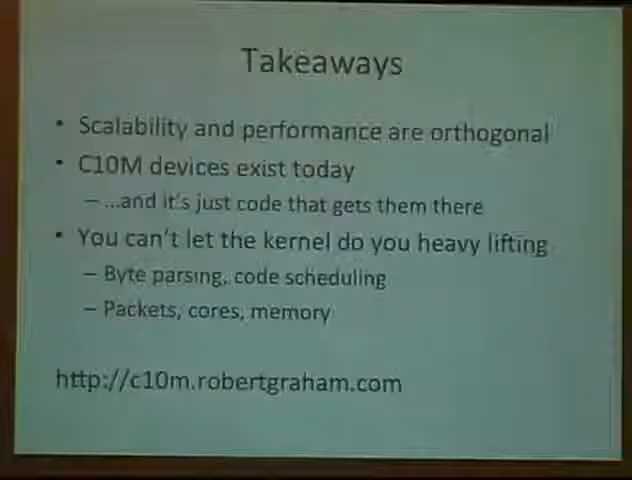 Takeaways
• Scalability and performance are orthogonal
• C10M devices exist today
– ...and it's just code that gets them there
• You can't let the kernel do you heavy lifting
– Byte parsing, code scheduling
– Packets, cores, memory
http://c10m.robertgraham.com